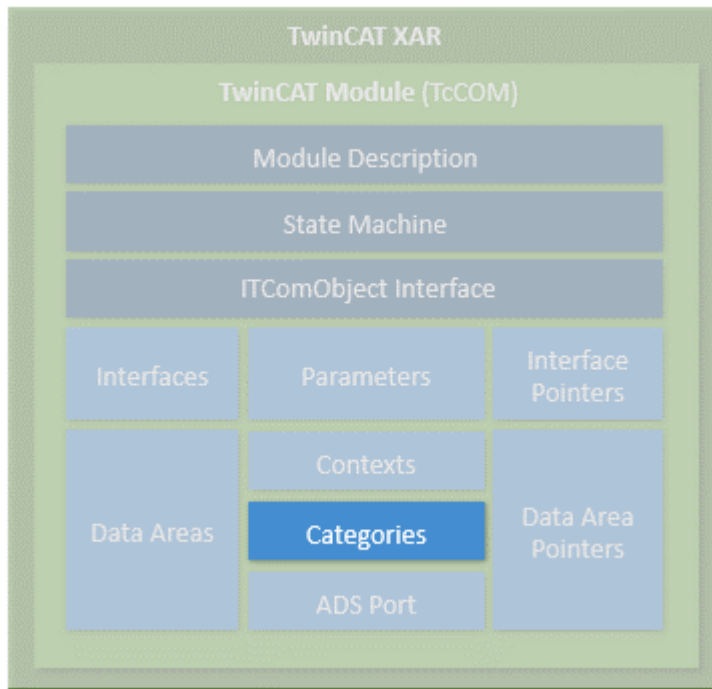 TwinCAT XAR
TwinCAT Module (TcCOM)
Module Description
State Machine
ITComObject Interface
Interfaces
Parameters
Interface
Pointers
Contexts
Data Areas
Categories
Data Area
Pointers
ADS Port